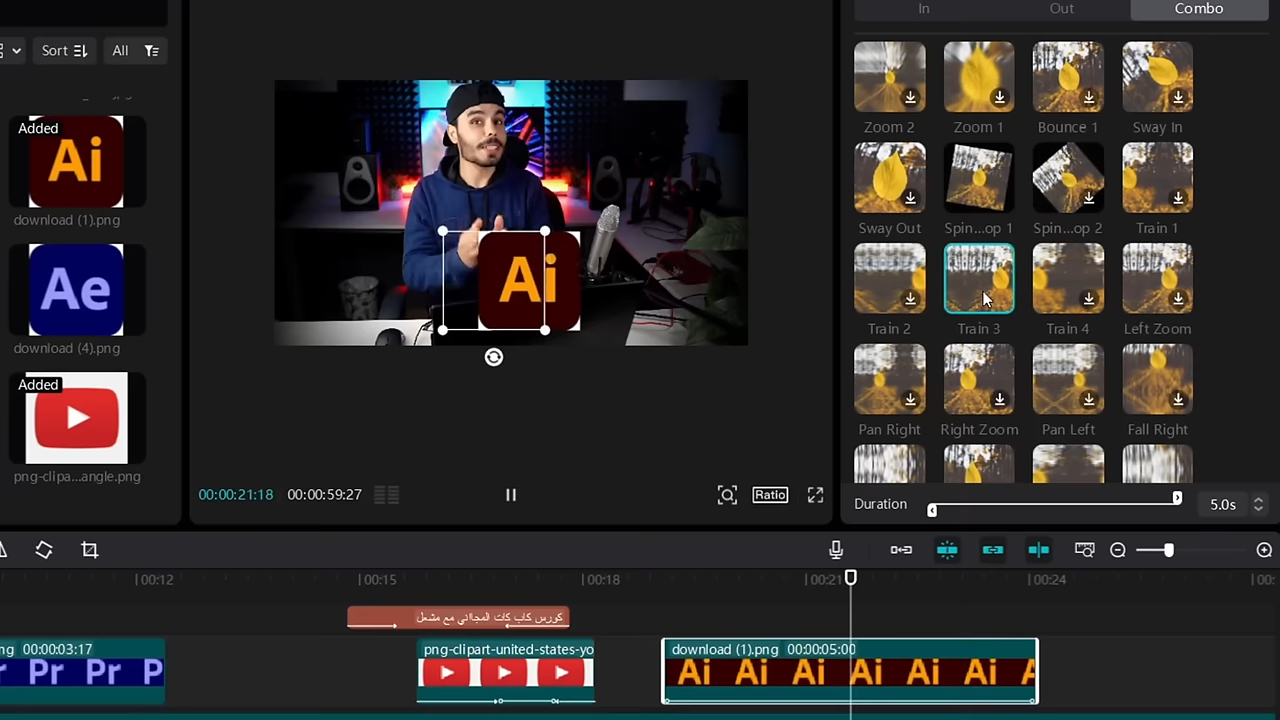 In Out Combo
Sort All
Added
Ai
download (1).png
Ae
download (4).png
Added
png-clipa...angle.png
Ai
Zoom 2 Zoom 1 Bounce 1 Sway In
Sway Out Spin...op 1 Spin...op 2 Train 1
Train 2 Train 3 Train 4 Left Zoom
Pan Right Right Zoom Pan Left Fall Right
00:00:21:18 00:00:59:27 Ratio
Duration 5.0s
00:12 00:15 00:18 00:21 00:24 00:
كورس كاب كات المجاني مع مشعل
ng 00:00:03:17 png-clipart-united-states-yo download (1).png 00:00:05:00
r Pr Pr P Ai Ai Ai Ai Ai Ai A